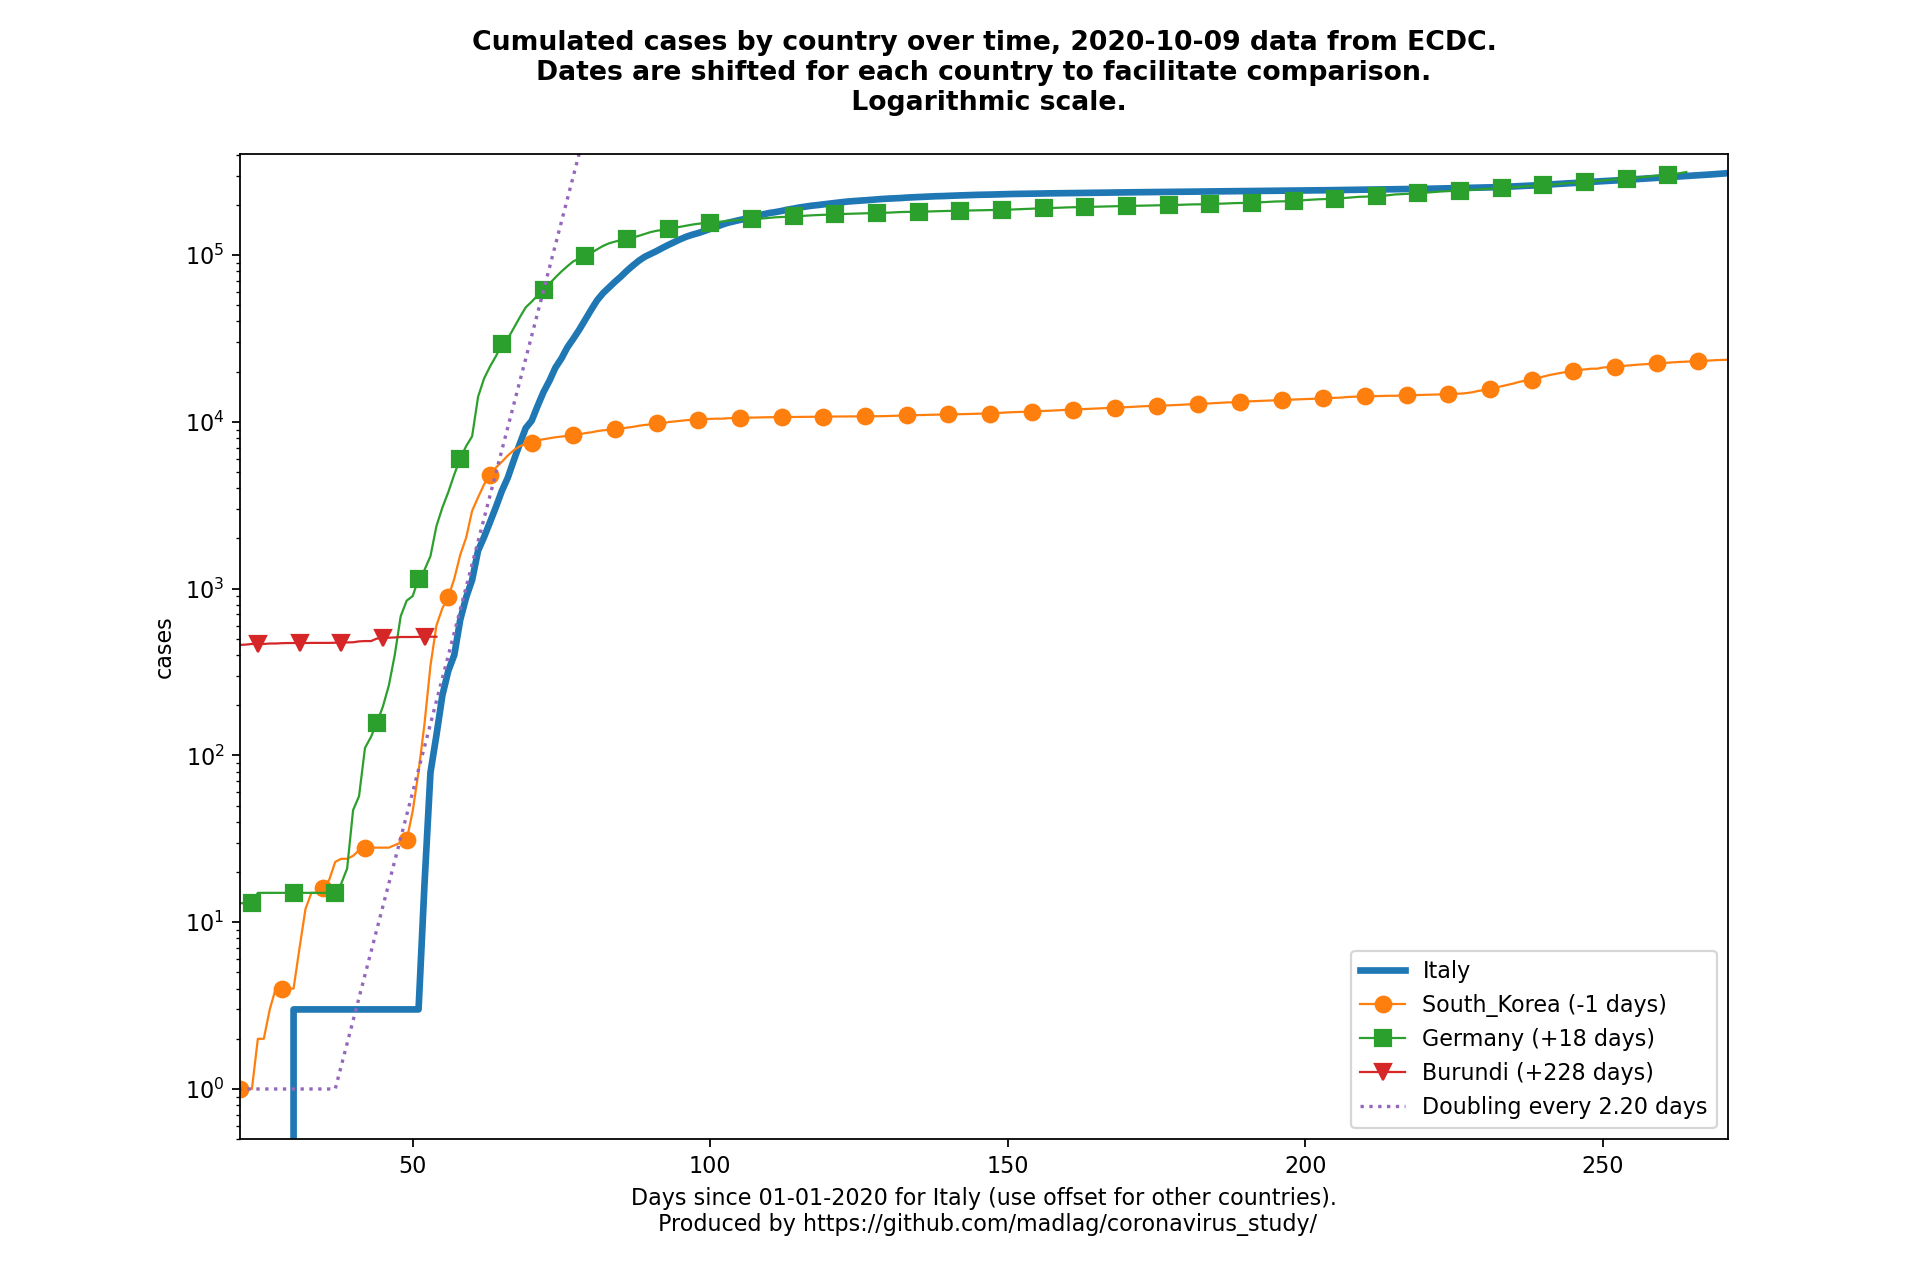 Cumulated cases by country over time, 2020-10-09 data from ECDC.
Dates are shifted for each country to facilitate comparison.
Logarithmic scale.
cases
10^5
10^4
10^3
10^2
10^1
10^0
50
100
150
200
250
Italy
South_Korea (-1 days)
Germany (+18 days)
Burundi (+228 days)
Doubling every 2.20 days
Days since 01-01-2020 for Italy (use offset for other countries).
Produced by https://github.com/madlag/coronavirus_study/